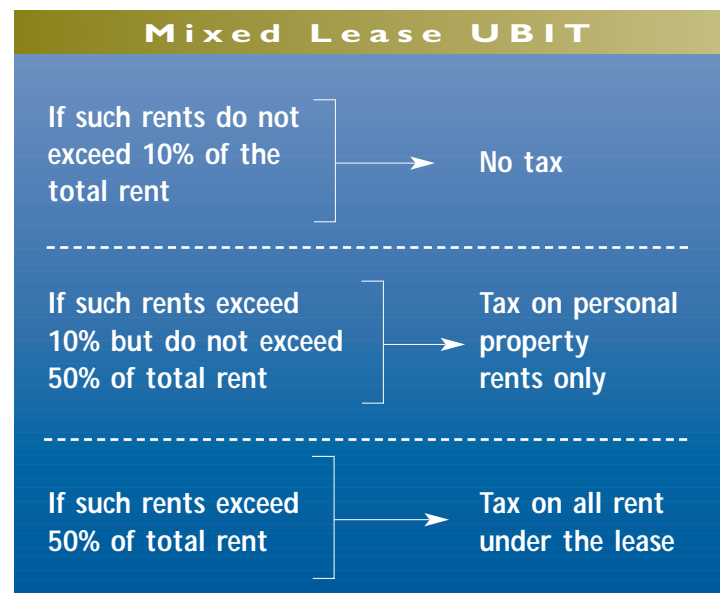 Mixed Lease UBIT
If such rents do not
exceed 10% of the
total rent
No tax
If such rents exceed
10% but do not exceed
50% of total rent
Tax on personal
property
rents only
If such rents exceed
50% of total rent
Tax on all rent
under the lease